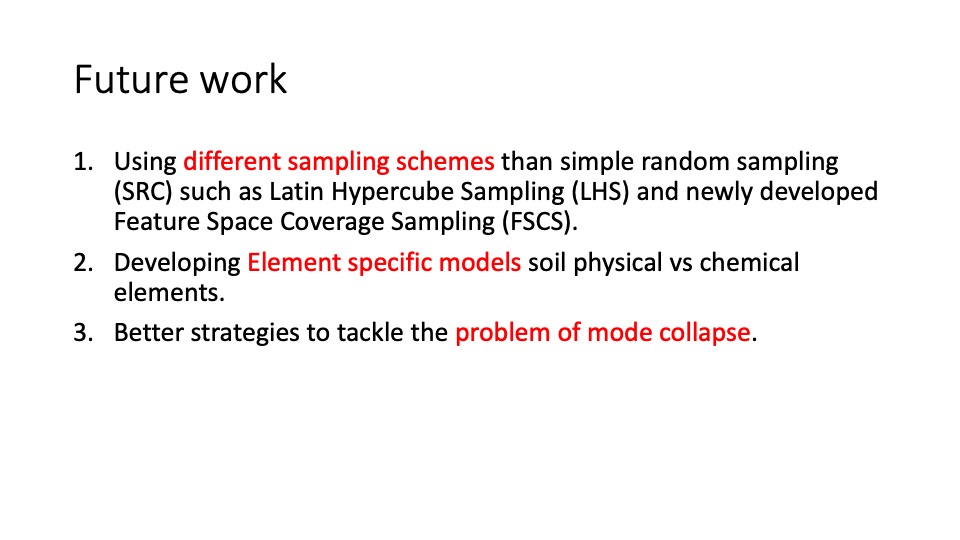 Future work
1. Using different sampling schemes than simple random sampling
(SRC) such as Latin Hypercube Sampling (LHS) and newly developed
Feature Space Coverage Sampling (FSCS).
2. Developing Element specific models soil physical vs chemical
elements.
3. Better strategies to tackle the problem of mode collapse.